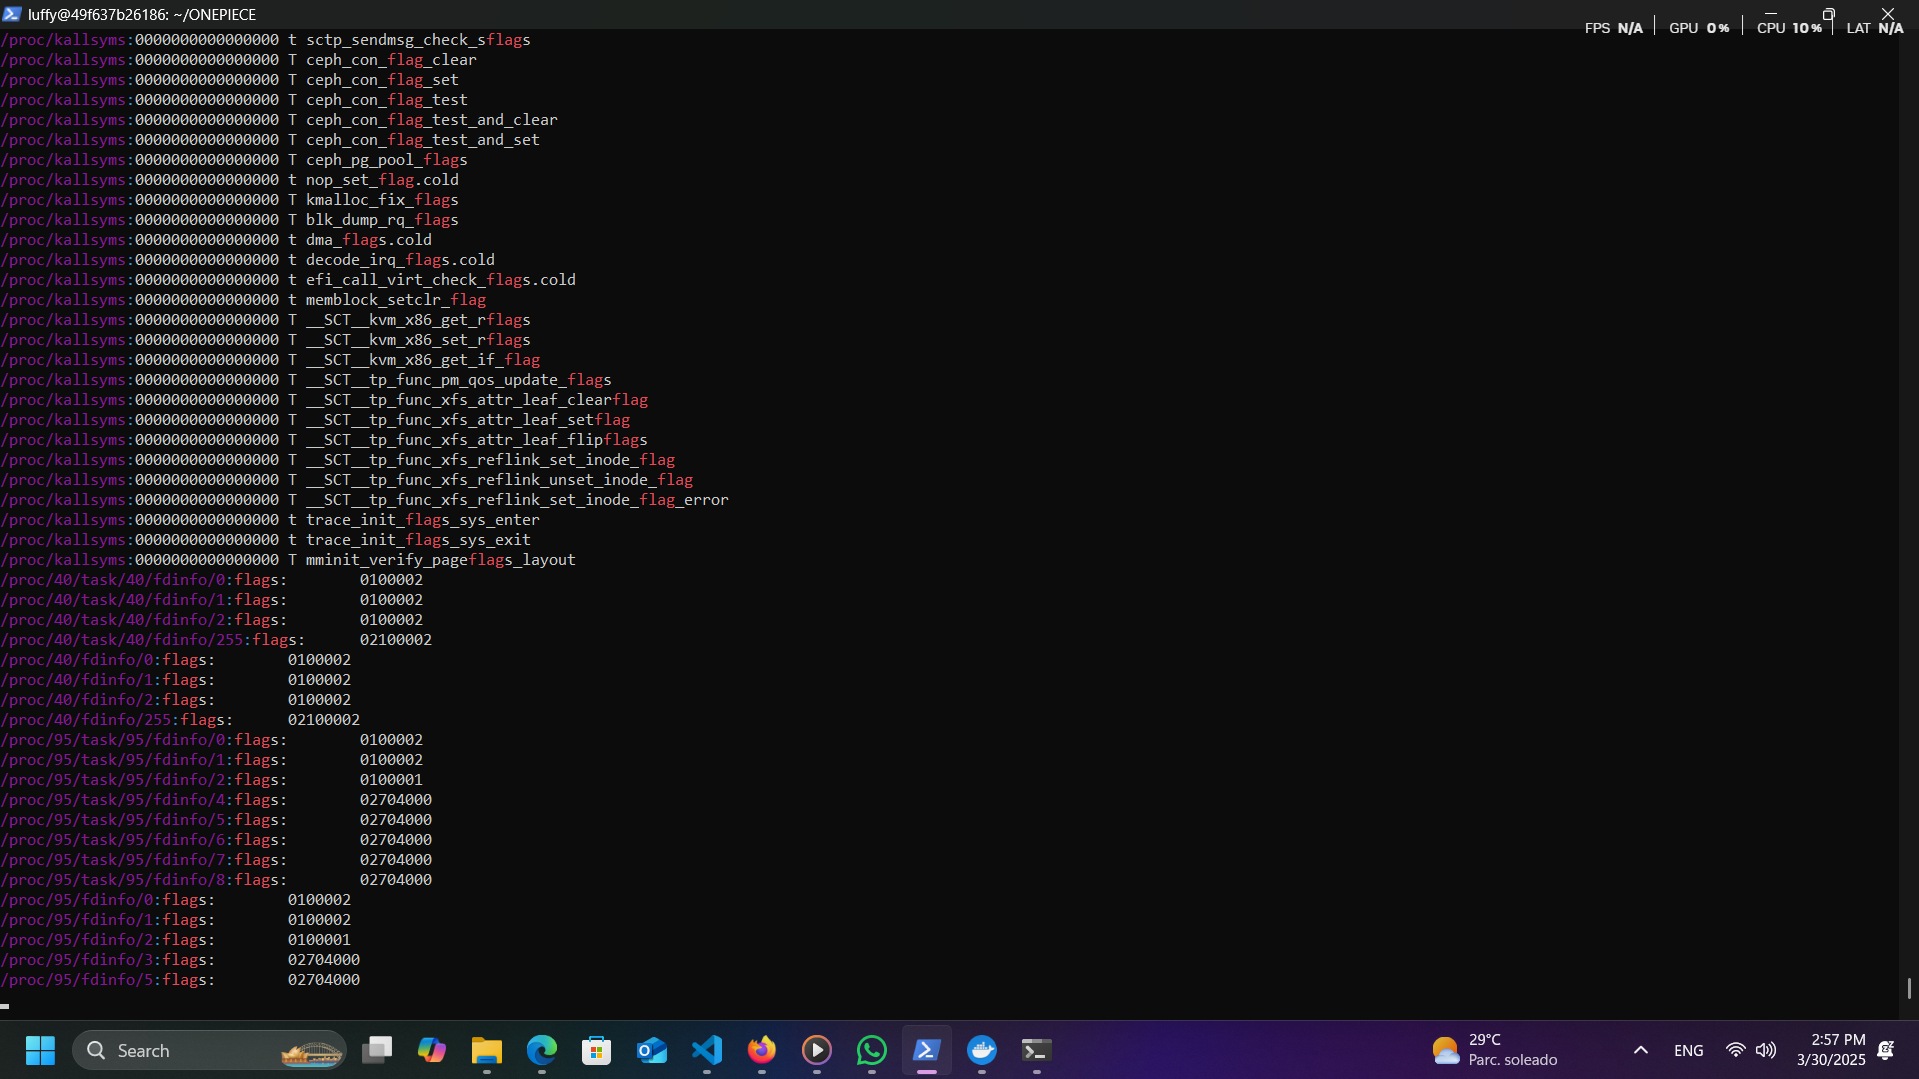 luffy@49f637b26186: ~/ONEPIECE
FPS N/A GPU 0% CPU 10% LAT N/A
/proc/kallsyms:0000000000000000 t sctp_sendmsg_check_sflags
/proc/kallsyms:0000000000000000 T ceph_con_flag_clear
/proc/kallsyms:0000000000000000 T ceph_con_flag_set
/proc/kallsyms:0000000000000000 T ceph_con_flag_test
/proc/kallsyms:0000000000000000 T ceph_con_flag_test_and_clear
/proc/kallsyms:0000000000000000 T ceph_con_flag_test_and_set
/proc/kallsyms:0000000000000000 T ceph_pg_pool_flags
/proc/kallsyms:0000000000000000 t nop_set_flag.cold
/proc/kallsyms:0000000000000000 T kmalloc_fix_flags
/proc/kallsyms:0000000000000000 T blk_dump_rq_flags
/proc/kallsyms:0000000000000000 t dma_flags.cold
/proc/kallsyms:0000000000000000 t decode_irq_flags.cold
/proc/kallsyms:0000000000000000 t efi_call_virt_check_flags.cold
/proc/kallsyms:0000000000000000 t memblock_setclr_flag
/proc/kallsyms:0000000000000000 T __SCT__kvm_x86_get_rflags
/proc/kallsyms:0000000000000000 T __SCT__kvm_x86_set_rflags
/proc/kallsyms:0000000000000000 T __SCT__kvm_x86_get_if_flag
/proc/kallsyms:0000000000000000 T __SCT__tp_func_pm_qos_update_flags
/proc/kallsyms:0000000000000000 T __SCT__tp_func_xfs_attr_leaf_clearflag
/proc/kallsyms:0000000000000000 T __SCT__tp_func_xfs_attr_leaf_setflag
/proc/kallsyms:0000000000000000 T __SCT__tp_func_xfs_attr_leaf_flipflags
/proc/kallsyms:0000000000000000 T __SCT__tp_func_xfs_reflink_set_inode_flag
/proc/kallsyms:0000000000000000 T __SCT__tp_func_xfs_reflink_unset_inode_flag
/proc/kallsyms:0000000000000000 T __SCT__tp_func_xfs_reflink_set_inode_flag_error
/proc/kallsyms:0000000000000000 t trace_init_flags_sys_enter
/proc/kallsyms:0000000000000000 t trace_init_flags_sys_exit
/proc/kallsyms:0000000000000000 T mminit_verify_pageflags_layout
/proc/40/task/40/fdinfo/0:flags: 0100002
/proc/40/task/40/fdinfo/1:flags: 0100002
/proc/40/task/40/fdinfo/2:flags: 0100002
/proc/40/task/40/fdinfo/255:flags: 02100002
/proc/40/fdinfo/0:flags: 0100002
/proc/40/fdinfo/1:flags: 0100002
/proc/40/fdinfo/2:flags: 0100002
/proc/40/fdinfo/255:flags: 02100002
/proc/95/task/95/fdinfo/0:flags: 0100002
/proc/95/task/95/fdinfo/1:flags: 0100002
/proc/95/task/95/fdinfo/2:flags: 0100001
/proc/95/task/95/fdinfo/4:flags: 02704000
/proc/95/task/95/fdinfo/5:flags: 02704000
/proc/95/task/95/fdinfo/6:flags: 02704000
/proc/95/task/95/fdinfo/7:flags: 02704000
/proc/95/task/95/fdinfo/8:flags: 02704000
/proc/95/fdinfo/0:flags: 0100002
/proc/95/fdinfo/1:flags: 0100002
/proc/95/fdinfo/2:flags: 0100001
/proc/95/fdinfo/3:flags: 02704000
/proc/95/fdinfo/5:flags: 02704000
Search
29°C
Parc. soleado
ENG
2:57 PM
3/30/2025